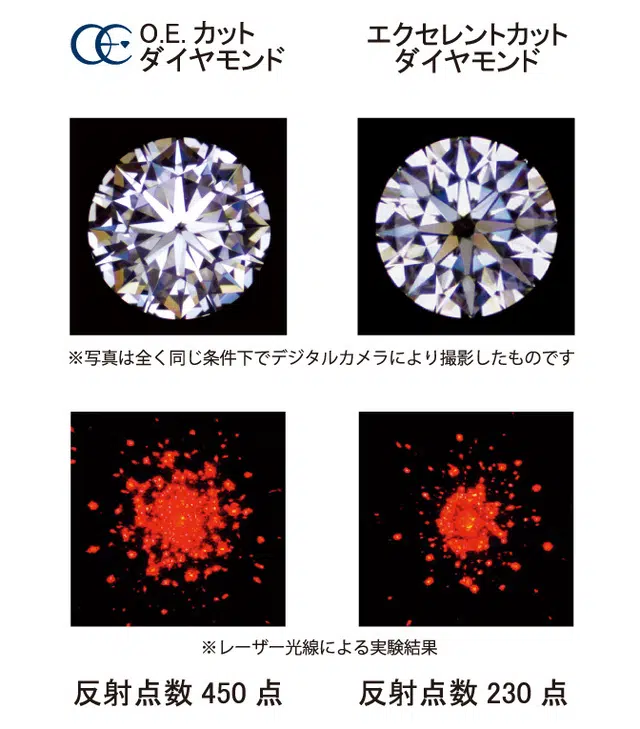 O.E. カット
ダイヤモンド
エクセレントカット
ダイヤモンド
※写真は全く同じ条件下でデジタルカメラにより撮影したものです
※レーザー光線による実験結果
反射点数 450 点
反射点数 230 点